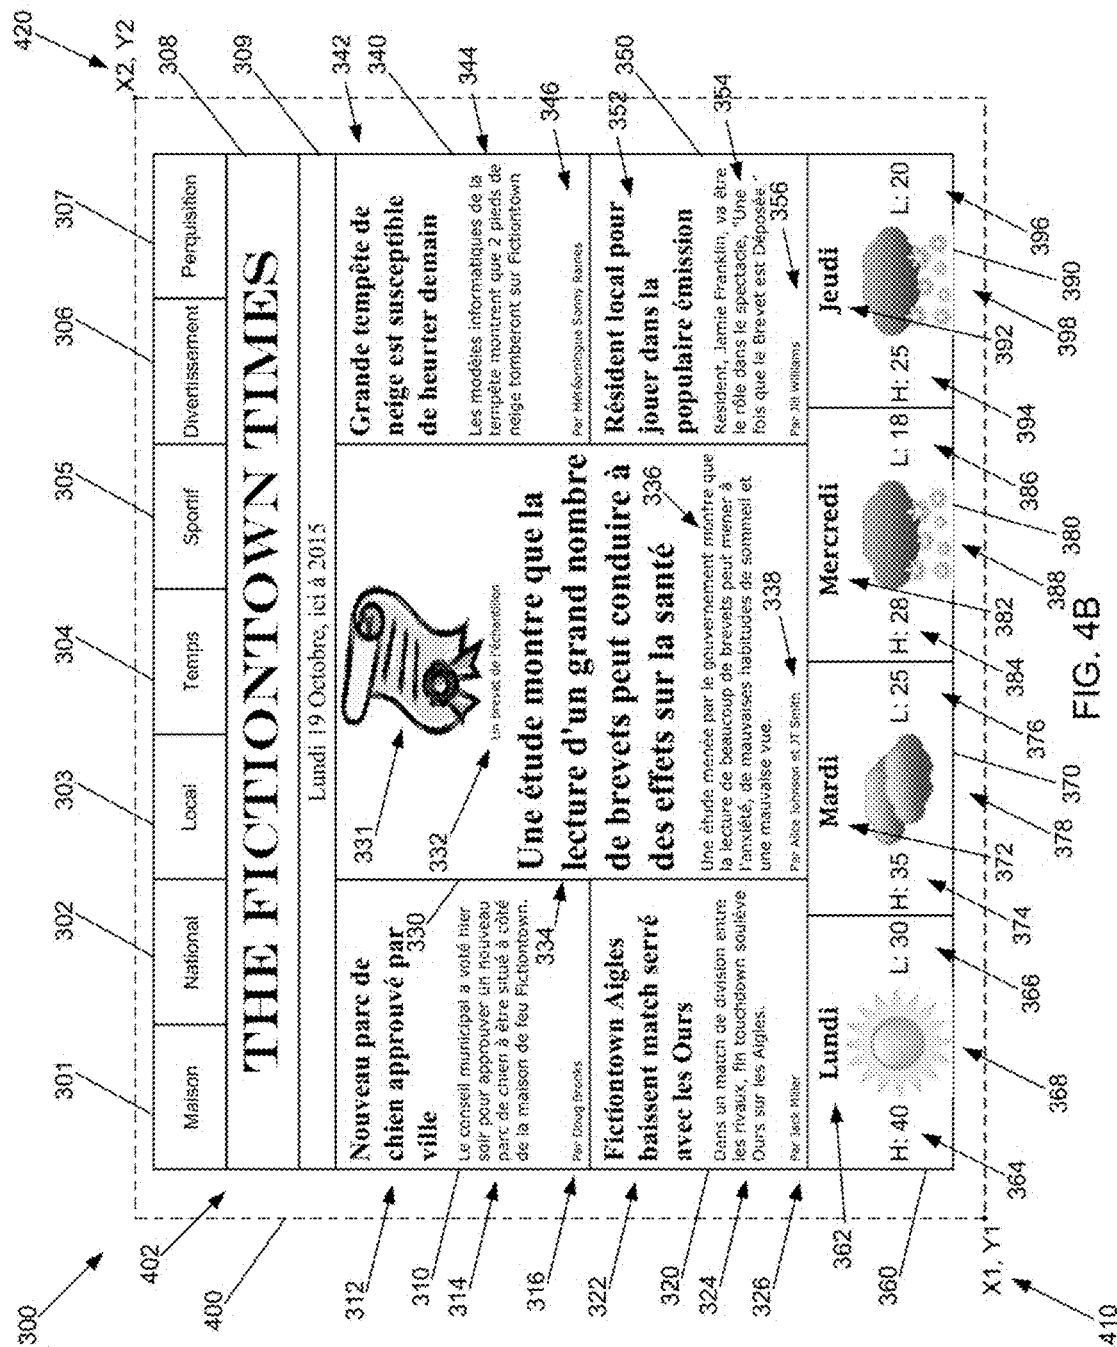 300
402
400
420
X2, Y2
301
302
303
304
305
306
307
308
309
Maison
National
Local
Temps
Sportif
Divertissement
Perquisition
THE FICTIONTOWN TIMES
Lundi 19 Octobre, ici à 2015
312
310
314
316
Nouveau parc de
chien approuvé par
ville
Le conseil municipal a voté hier
soir pour approuver un nouveau
parc de chien à être situé à côté
de la maison de feu Fictiontown.
Par Doug Brooks
322
320
324
326
Fictiontown Aigles
baissent match serré
avec les Ours
Dans un match de division entre
les rivaux, fin touchdown soulève
Ours sur les Aigles.
Par Jack Miller
331
332
330
334
Un brevet de l'échantillon
Une étude montre que la
lecture d'un grand nombre
de brevets peut conduire à
des effets sur la santé
336
Une étude menée par le gouvernement montre que
la lecture de beaucoup de brevets peut mener à
l'anxiété, de mauvaises habitudes de sommeil et
une mauvaise vue.
338
Par Alice Johnson et JT Smith
342
340
344
346
Grande tempête de
neige est susceptible
de heurter demain
Les modèles informatiques de la
tempête montrent que 2 pieds de
neige tomberont sur Fictiontown
Par Météorologue Sunny Raines
352
350
354
356
Résident local pour
jouer dans la
populaire émission
Résident, Jamie Franklin, va être
le rôle dans le spectacle, "Une
fois que le Brevet est Déposée."
Par Jill Williams
362
Lundi
H: 40
L: 30
360
364
368
366
Mardi
H: 35
L: 25
372
374
378
370
376
Mercredi
H: 28
L: 18
382
384
388
380
386
Jeudi
H: 25
L: 20
392
394
398
390
396
X1, Y1
410
FIG. 4B